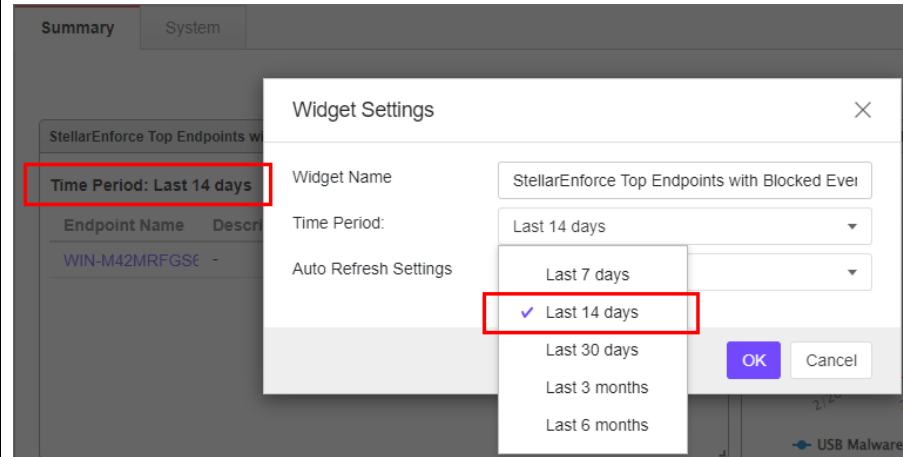 Summary
System
Widget Settings
StellarEnforce Top Endpoints wi
Widget Name
StellarEnforce Top Endpoints with Blocked Ever
Time Period: Last 14 days
Time Period:
Last 14 days
Endpoint Name Descri
WIN-M42MRFGS6 -
Auto Refresh Settings
Last 7 days
Last 14 days
Last 30 days
Last 3 months
Last 6 months
OK
Cancel
USB Malware